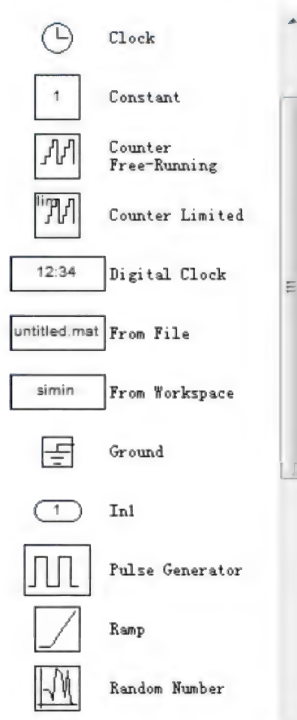 Clock
1
Constant
Counter
Free-Running
lim
Counter Limited
12:34
Digital Clock
untitled.mat
From File
simin
From Workspace
Ground
1
In1
Pulse Generator
Ramp
Random Number